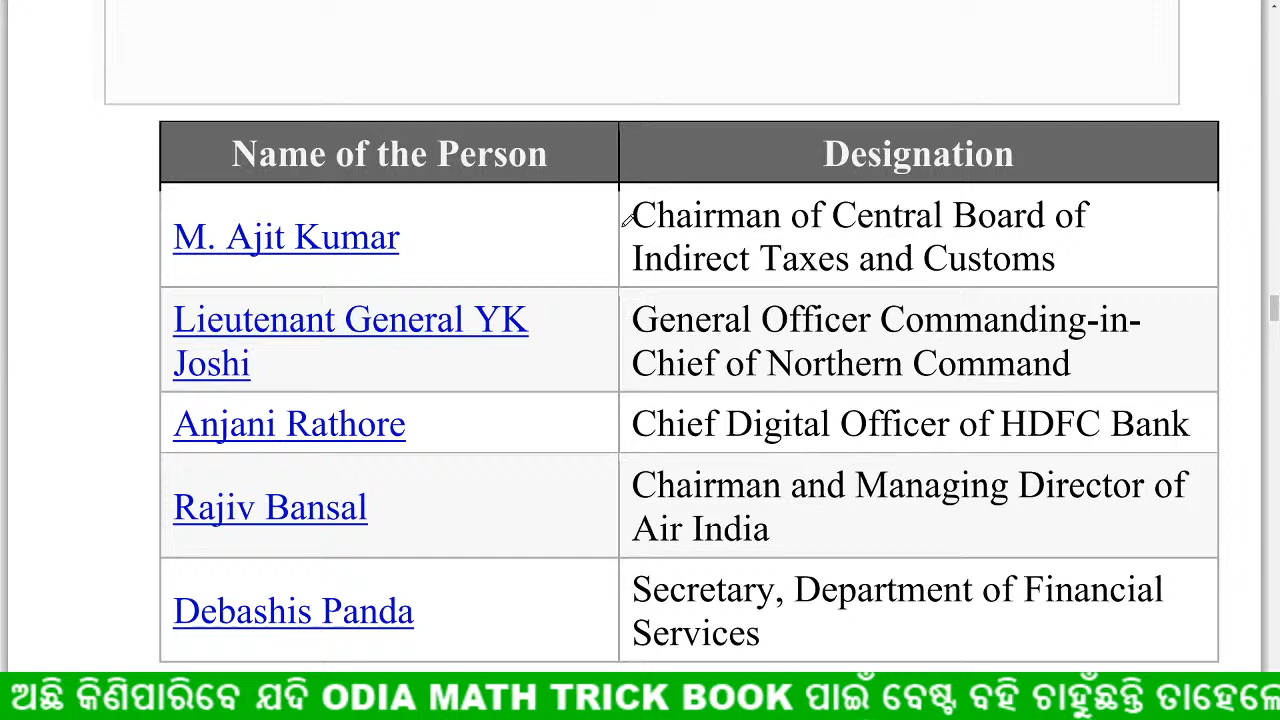 Name of the Person
Designation
M. Ajit Kumar
Chairman of Central Board of
Indirect Taxes and Customs
Lieutenant General YK
Joshi
General Officer Commanding-in-
Chief of Northern Command
Anjani Rathore
Chief Digital Officer of HDFC Bank
Rajiv Bansal
Chairman and Managing Director of
Air India
Debashis Panda
Secretary, Department of Financial
Services
ଅଛି କିଣିପାରିବେ ଯଦି ODIA MATH TRICK BOOK ପାଇଁ ବେଷ୍ଟ ବହି ଚାହୁଁଛନ୍ତି ତାହେଲେ